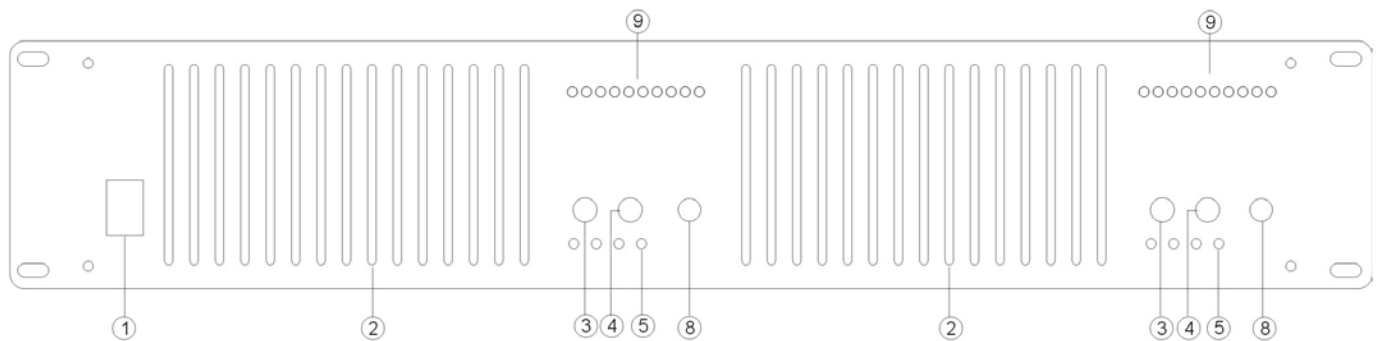 ⑨ ⑨
① ② ③ ④ ⑤ ⑧ ② ③ ④ ⑤ ⑧